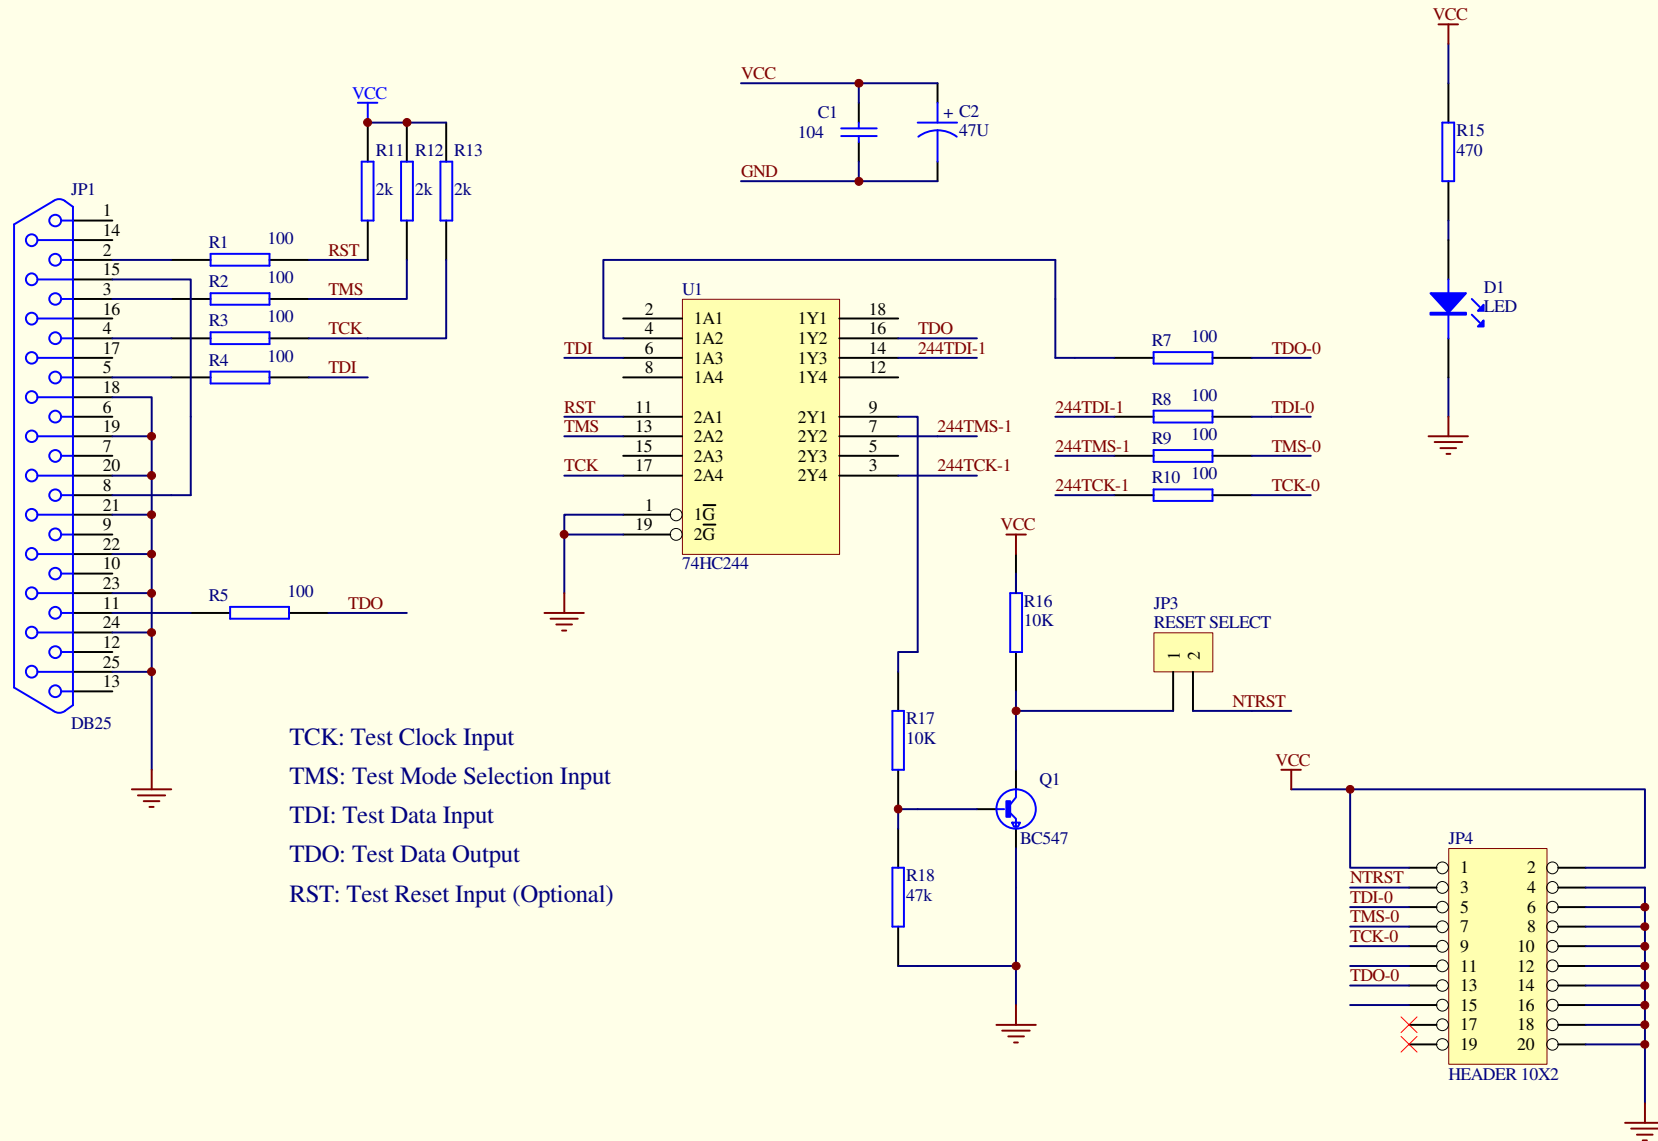 VCC
R11 R12 R13
2k 2k 2k
JP1
1
14
2
15
3
16
4
17
5
18
6
19
7
20
8
21
9
22
10
23
11
24
12
25
13
DB25
R1 100 RST
R2 100 TMS
R3 100 TCK
R4 100 TDI
R5 100 TDO
VCC
C1
104
+ C2
47U
GND
VCC
R15
470
D1
LED
U1
2 1A1 1Y1 18
4 1A2 1Y2 16 TDO
TDI 6 1A3 1Y3 14 244TDI-1
8 1A4 1Y4 12
RST 11 2A1 2Y1 9
TMS 13 2A2 2Y2 7 244TMS-1
15 2A3 2Y3 5
TCK 17 2A4 2Y4 3 244TCK-1
1 1G
19 2G
74HC244
R7 100 TDO-0
244TDI-1 R8 100 TDI-0
244TMS-1 R9 100 TMS-0
244TCK-1 R10 100 TCK-0
VCC
R16
10K
JP3
RESET SELECT
1 2
NTRST
R17
10K
Q1
BC547
R18
47k
TCK: Test Clock Input
TMS: Test Mode Selection Input
TDI: Test Data Input
TDO: Test Data Output
RST: Test Reset Input (Optional)
VCC
JP4
1 2
NTRST 3 4
TDI-0 5 6
TMS-0 7 8
TCK-0 9 10
11 12
TDO-0 13 14
15 16
17 18
19 20
HEADER 10X2